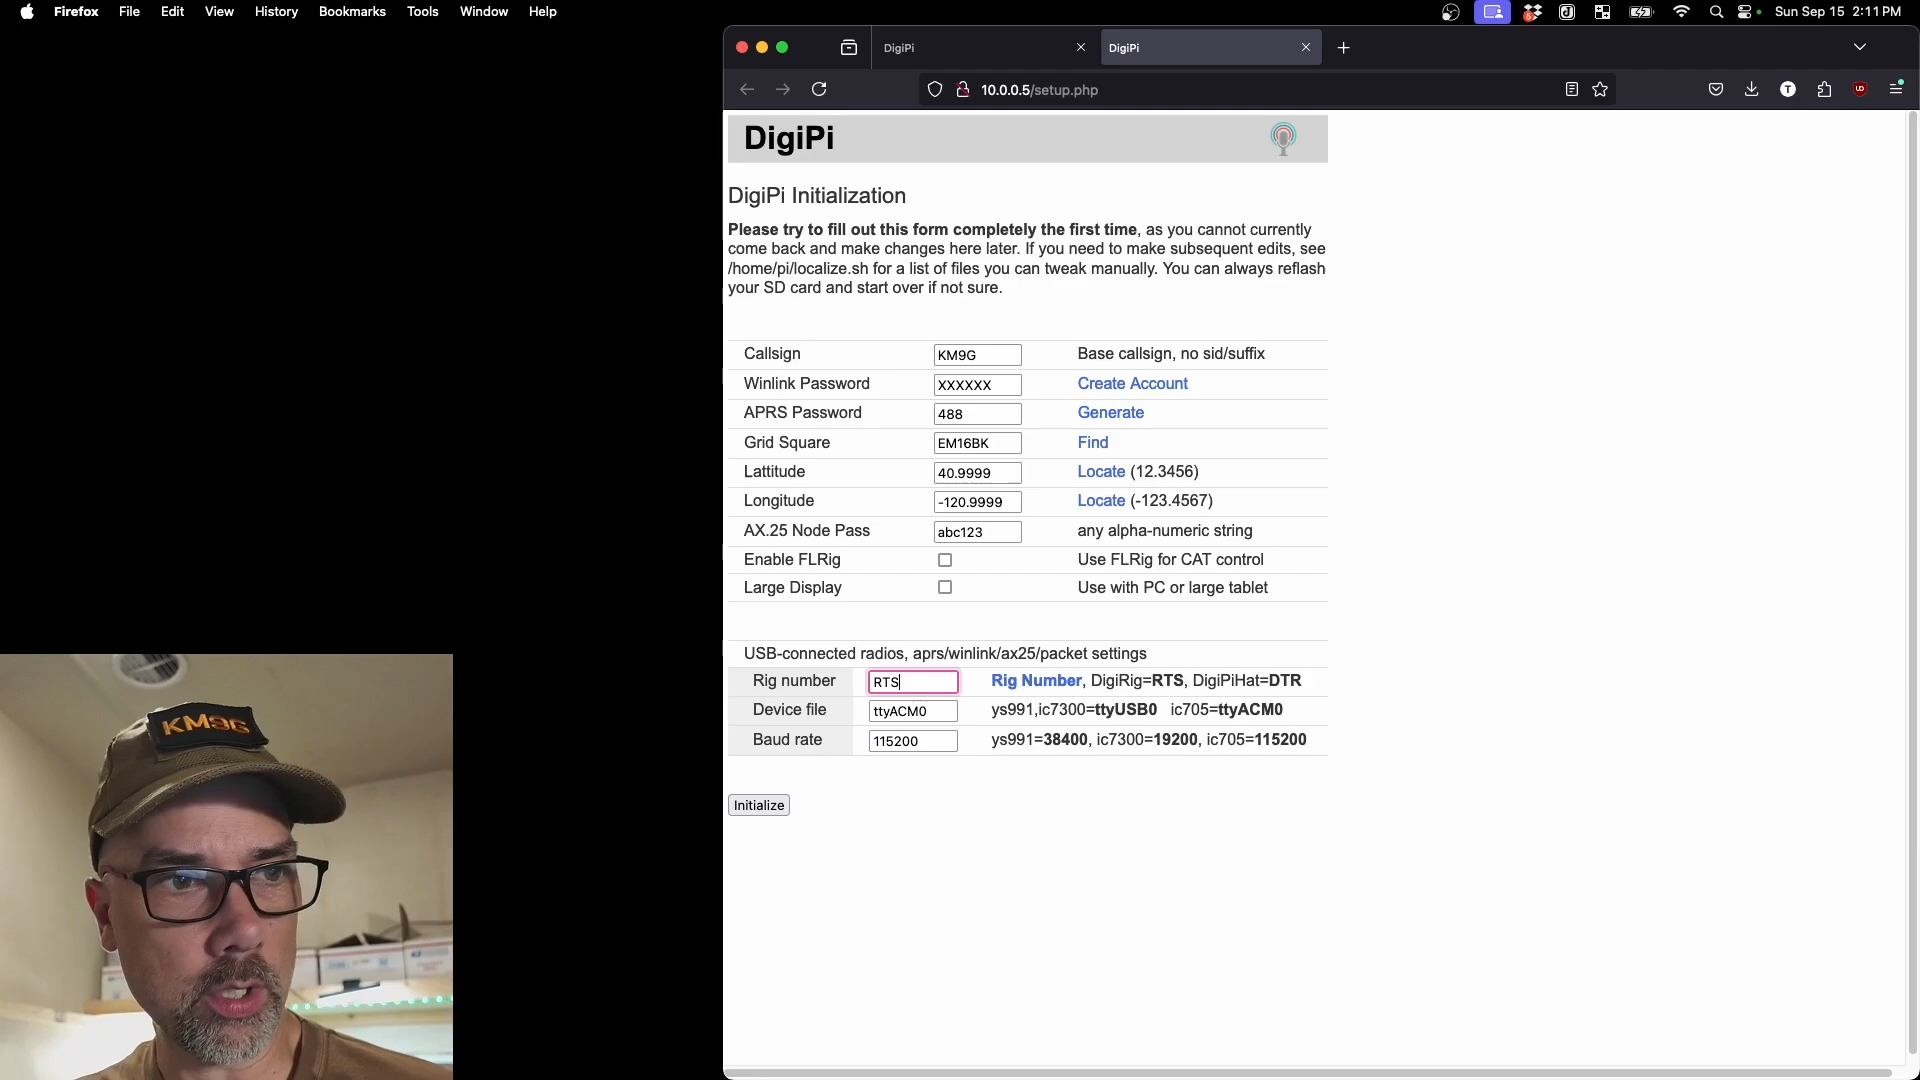 Firefox File Edit View History Bookmarks Tools Window Help Sun Sep 15 2:11 PM
DigiPi DigiPi
10.0.0.5/setup.php
DigiPi
DigiPi Initialization
Please try to fill out this form completely the first time, as you cannot currently
come back and make changes here later. If you need to make subsequent edits, see
/home/pi/localize.sh for a list of files you can tweak manually. You can always reflash
your SD card and start over if not sure.
Callsign KM9G Base callsign, no sid/suffix
Winlink Password XXXXXX Create Account
APRS Password 488 Generate
Grid Square EM16BK Find
Lattitude 40.9999 Locate (12.3456)
Longitude -120.9999 Locate (-123.4567)
AX.25 Node Pass abc123 any alpha-numeric string
Enable FLRig Use FLRig for CAT control
Large Display Use with PC or large tablet
USB-connected radios, aprs/winlink/ax25/packet settings
Rig number RTS Rig Number, DigiRig=RTS, DigiPiHat=DTR
Device file ttyACM0 ys991,ic7300=ttyUSB0 ic705=ttyACM0
Baud rate 115200 ys991=38400, ic7300=19200, ic705=115200
Initialize
KM9G